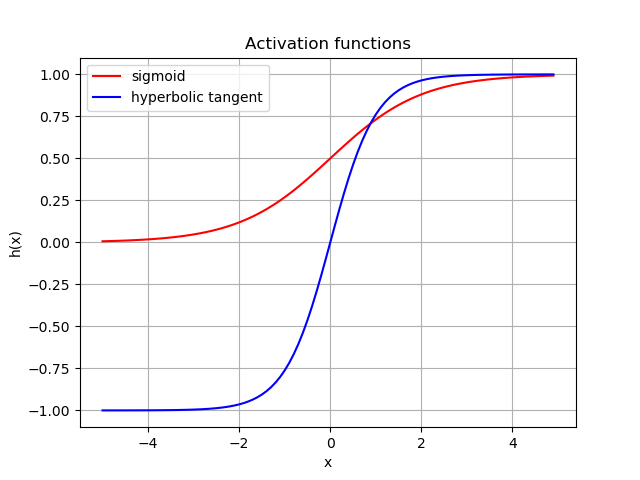 Activation functions
sigmoid
hyperbolic tangent
1.00
0.75
0.50
0.25
0.00
−0.25
−0.50
−0.75
−1.00
h(x)
−4 −2 0 2 4
x